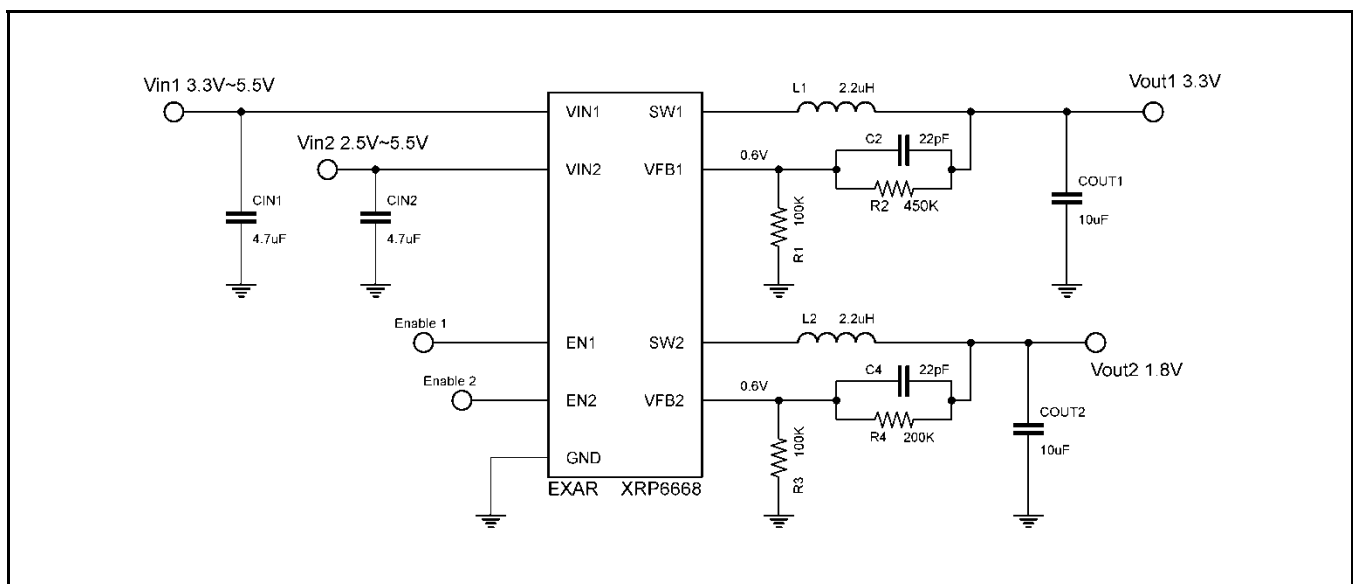 Vin1 3.3V~5.5V
Vin2 2.5V~5.5V
CIN1
4.7uF
CIN2
4.7uF
Enable 1
Enable 2
VIN1
VIN2
EN1
EN2
GND
SW1
VFB1
SW2
VFB2
EXAR XRP6668
L1 2.2uH
Vout1 3.3V
0.6V
C2 22pF
R2 450K
R1 100K
COUT1
10uF
L2 2.2uH
Vout2 1.8V
0.6V
C4 22pF
R4 200K
R3 100K
COUT2
10uF